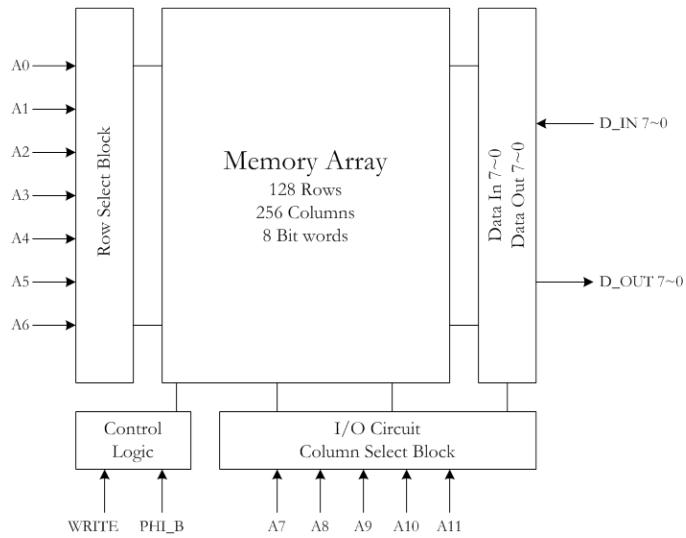 A0
A1
A2
A3
A4
A5
A6
Row Select Block
Memory Array
128 Rows
256 Columns
8 Bit words
Data In 7~0
Data Out 7~0
D_IN 7~0
D_OUT 7~0
Control
Logic
I/O Circuit
Column Select Block
WRITE
PHI_B
A7
A8
A9
A10
A11